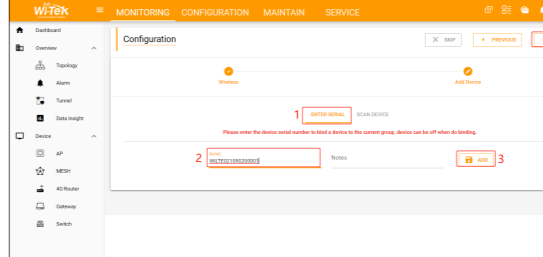 Wi-Tek
MONITORING CONFIGURATION MAINTAIN SERVICE
Dashboard
Overview
Topology
Alarm
Tunnel
Data Insight
Device
AP
MESH
4G Router
Gateway
Switch
Configuration
SKIP
PREVIOUS
Wireless
Add Device
1 ENTER SERIAL SCAN DEVICE
Please enter the device serial number to bind a device to the current group, device can be off when do binding.
2
Serial
Notes
ADD 3